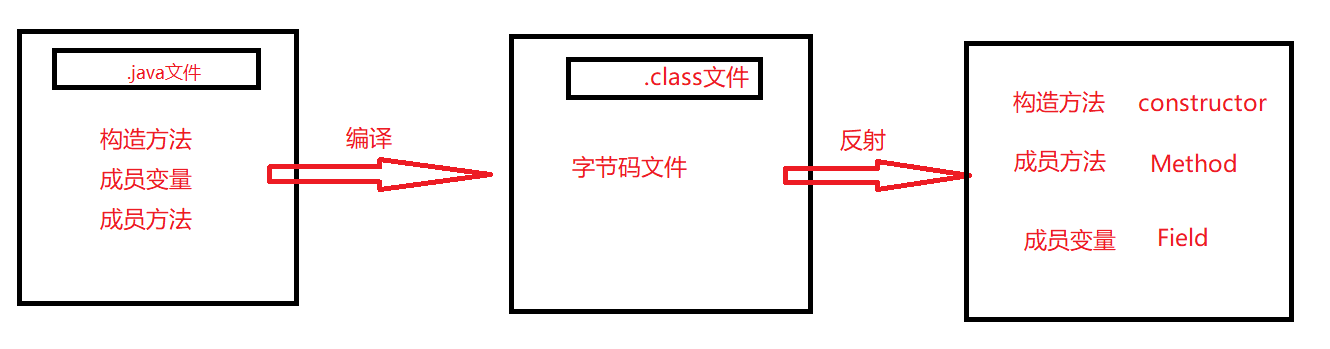 .java文件
构造方法
成员变量
成员方法
编译
.class文件
字节码文件
反射
构造方法 constructor
成员方法 Method
成员变量 Field